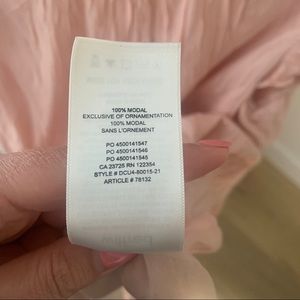 100% MODAL
EXCLUSIVE OF ORNAMENTATION
100% MODAL
SANS L'ORNEMENT
PO 4500141547
PO 4500141546
PO 4500141545
CA 23725 RN 122354
STYLE # DCU4-80015-21
ARTICLE # 78132